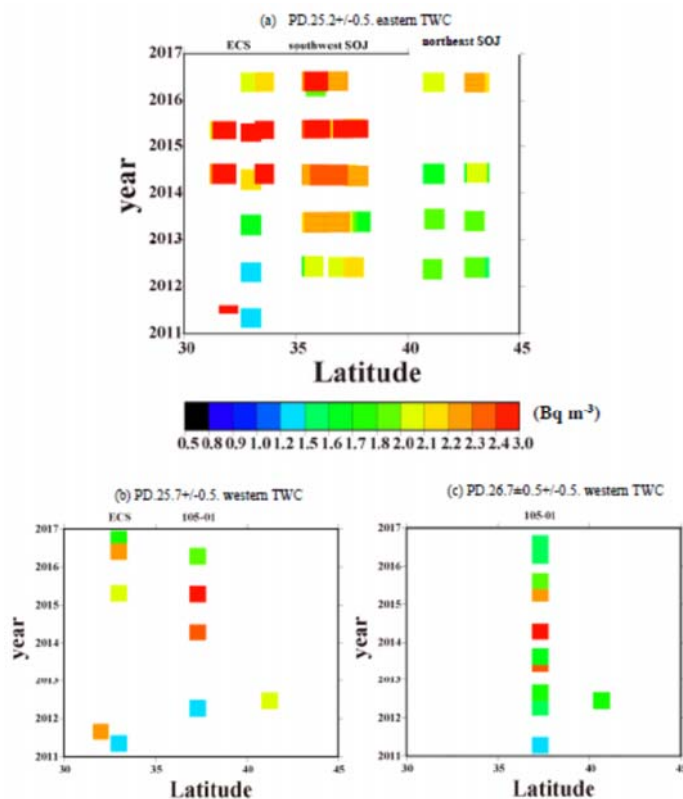 (a) PD.25.2+/-0.5. eastern TWC
ECS southwest SOJ northeast SOJ
2017
2016
2015
2014
2013
2012
2011
year
30 35 40 45
Latitude
(Bq m-3)
0.5 0.8 0.9 1.0 1.2 1.5 1.6 1.8 2.0 2.1 2.2 2.3 2.4 3.0
(b) PD.25.7+/-0.5. western TWC
ECS 105-01
2017
2016
2015
2014
2013
2012
2011
year
30 35 40 45
Latitude
(c) PD.26.7±0.5+/-0.5. western TWC
105-01
2017
2016
2015
2014
2013
2012
2011
year
30 35 40 45
Latitude